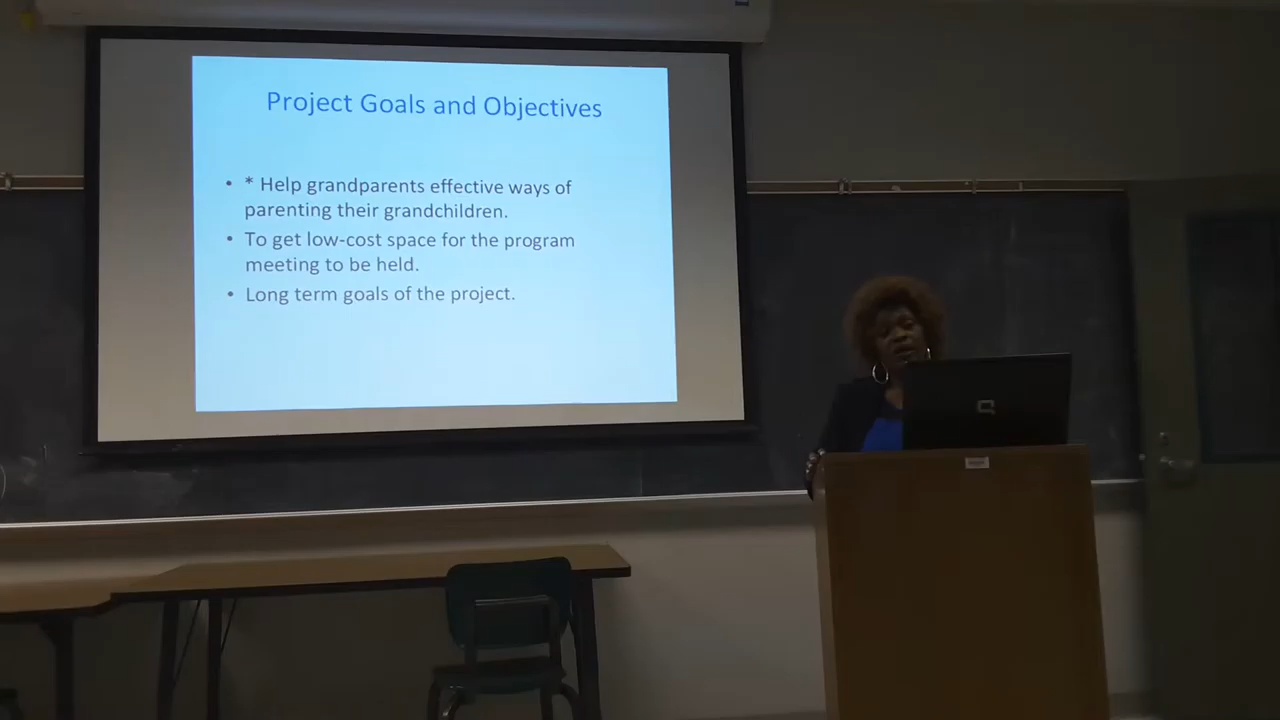 Project Goals and Objectives
• * Help grandparents effective ways of
parenting their grandchildren.
• To get low-cost space for the program
meeting to be held.
• Long term goals of the project.